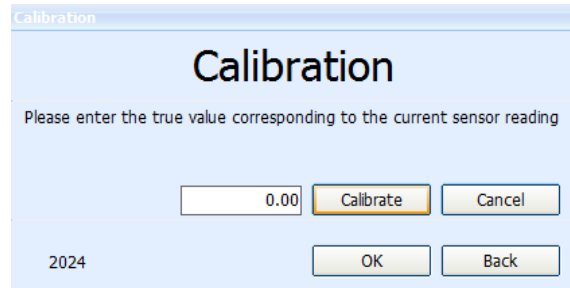 Calibration
Calibration
Please enter the true value corresponding to the current sensor reading
0.00 Calibrate Cancel
2024 OK Back